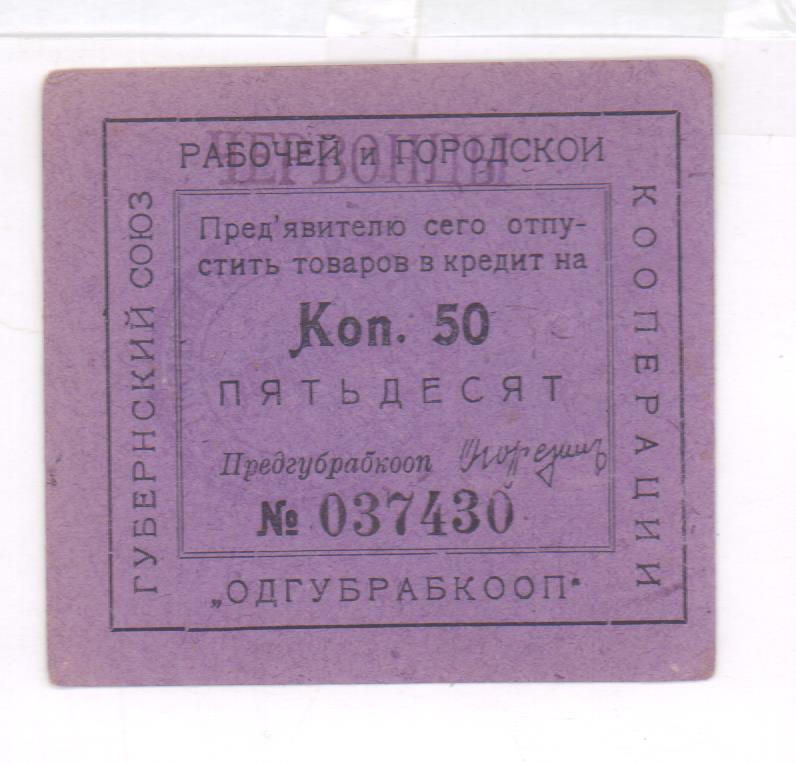 ЧЕРВОНЦЫ
ГУБЕРНСКИЙ СОЮЗ
РАБОЧЕЙ и ГОРОДСКОЙ
КООПЕРАЦИИ
Пред'явителю сего отпу-
стить товаров в кредит на
Коп. 50
ПЯТЬДЕСЯТ
Предгубрабкооп
№ 037430
„ОДГУБРАБКООП“